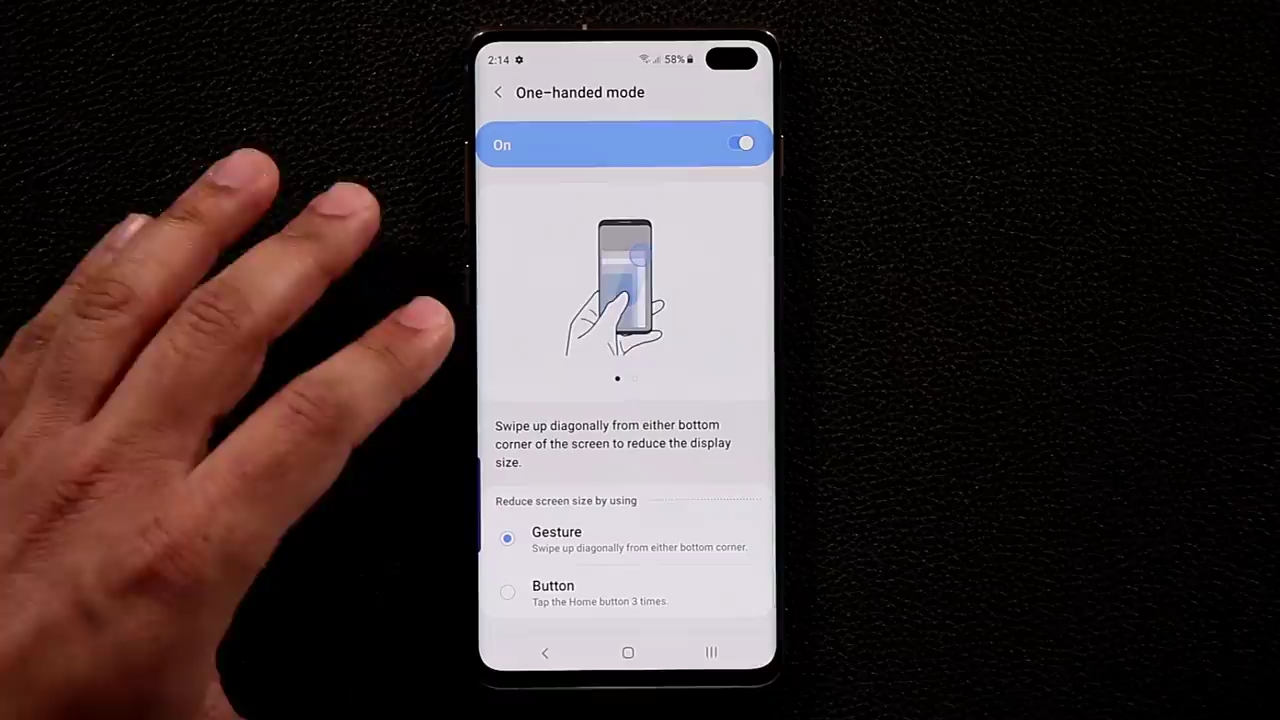 2:14 58%
One-handed mode
On
Swipe up diagonally from either bottom
corner of the screen to reduce the display
size.
Reduce screen size by using
Gesture
Swipe up diagonally from either bottom corner.
Button
Tap the Home button 3 times.